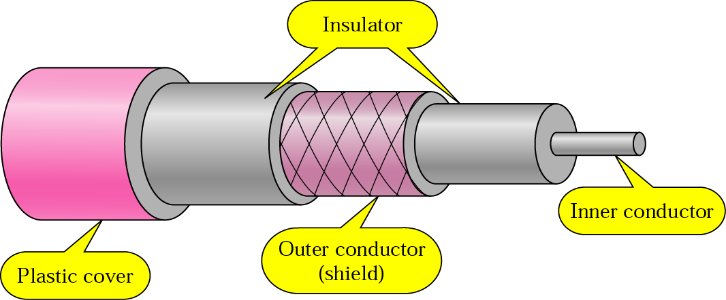 Insulator
Inner conductor
Outer conductor
(shield)
Plastic cover